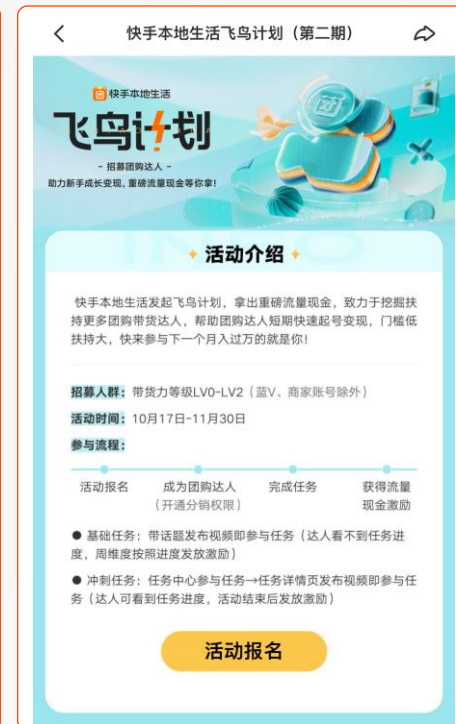 快手本地生活飞鸟计划（第二期）
快手本地生活
飞鸟计划
- 招募团购达人 -
助力新手成长变现，重磅流量现金等你拿!
INFO
活动介绍
快手本地生活发起飞鸟计划，拿出重磅流量现金，致力于挖掘扶
持更多团购带货达人，帮助团购达人短期快速起号变现，门槛低
扶持大，快来参与下一个月入过万的就是你！
招募人群：带货力等级LV0-LV2（蓝V、商家账号除外）
活动时间：10月17日-11月30日
参与流程：
活动报名 成为团购达人 完成任务 获得流量
（开通分销权限） 现金激励
● 基础任务：带话题发布视频即参与任务（达人看不到任务进
度，周维度按照进度发放激励）
● 冲刺任务：任务中心参与任务→任务详情页发布视频即参与任
务（达人可看到任务进度，活动结束后发放激励）
活动报名